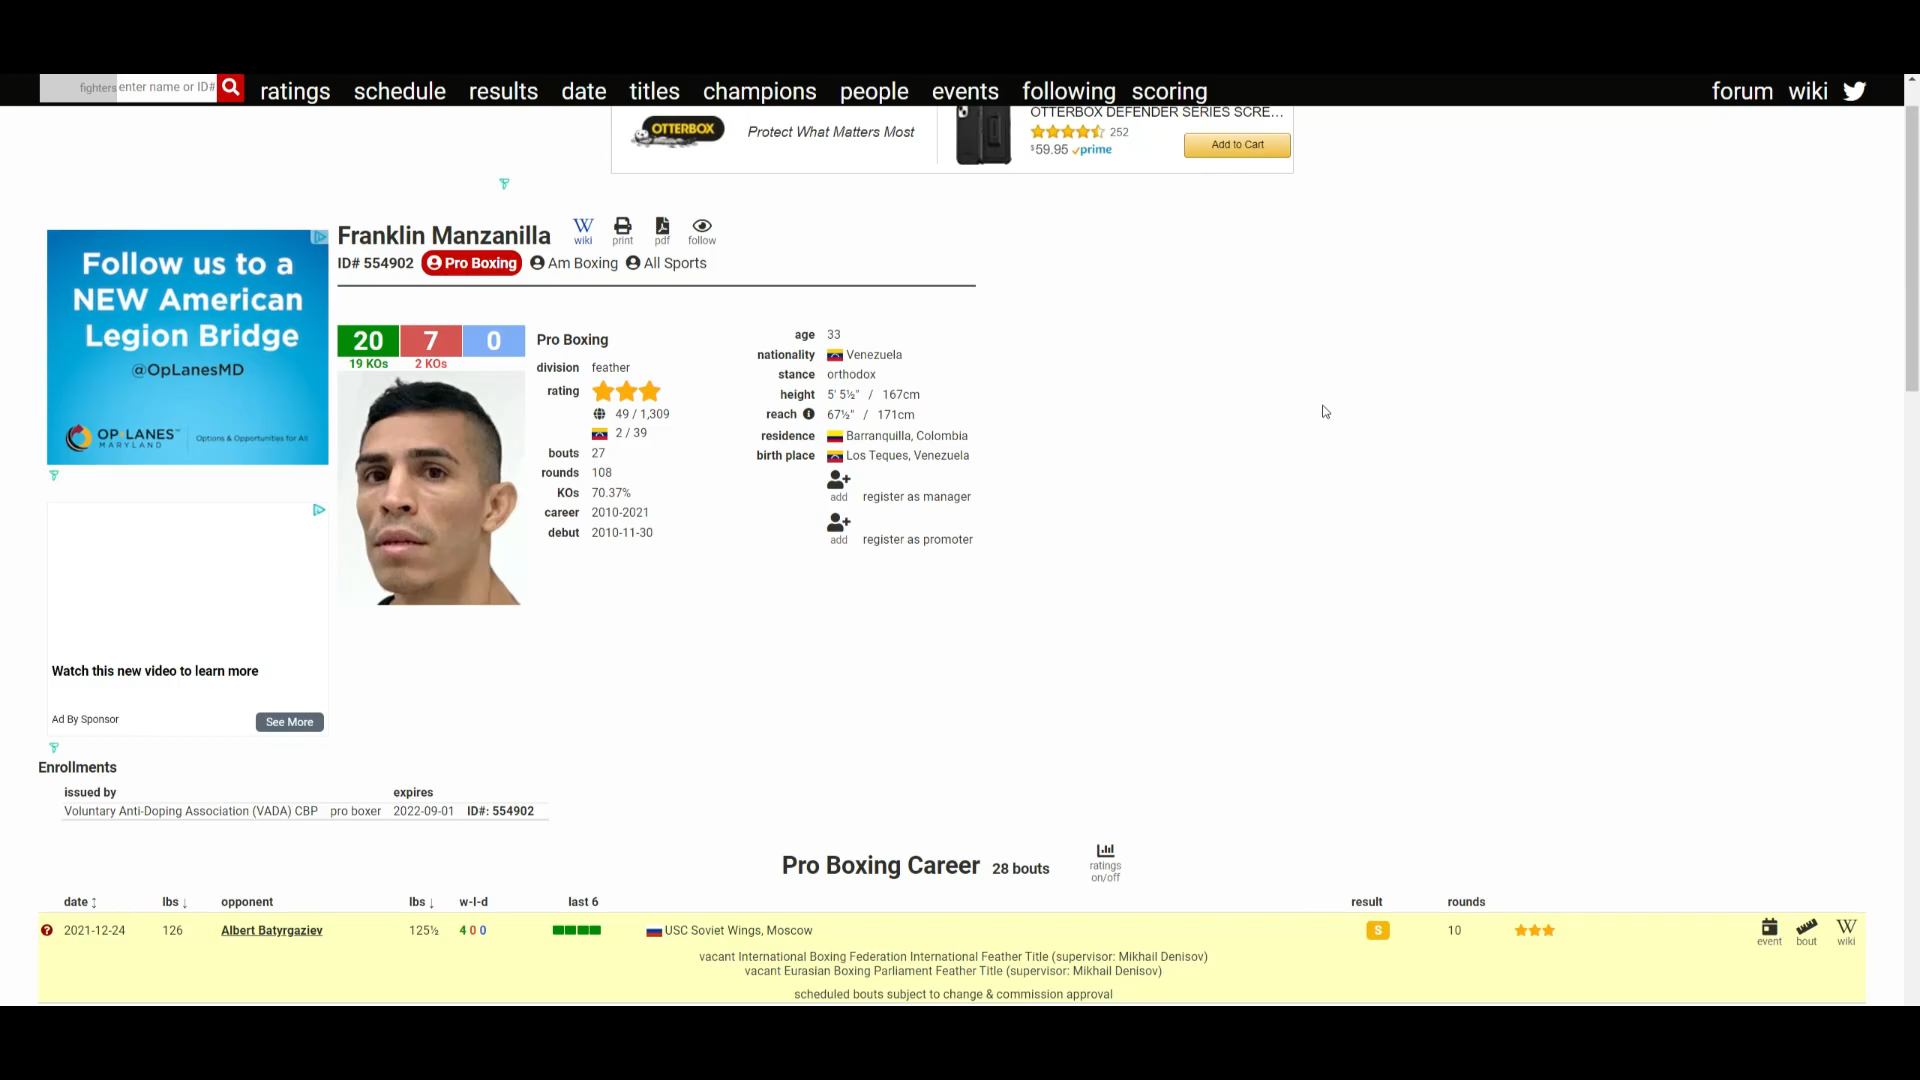 fighters enter name or ID# ratings schedule results date titles champions people events following scoring forum wiki
OTTERBOX Protect What Matters Most
OTTERBOX DEFENDER SERIES SCRE...
252
$59.95 prime
Add to Cart
Follow us to a
NEW American
Legion Bridge
@OpLanesMD
OP LANES™
MARYLAND
Options & Opportunities for All
Watch this new video to learn more
Ad By Sponsor
See More
Franklin Manzanilla
W
wiki print pdf follow
ID# 554902 Pro Boxing Am Boxing All Sports
20 7 0
19 KOs 2 KOs
Pro Boxing
division feather
rating
49 / 1,309
2 / 39
bouts 27
rounds 108
KOs 70.37%
career 2010-2021
debut 2010-11-30
age 33
nationality Venezuela
stance orthodox
height 5' 5½" / 167cm
reach 67½" / 171cm
residence Barranquilla, Colombia
birth place Los Teques, Venezuela
add register as manager
add register as promoter
Enrollments
issued by expires
Voluntary Anti-Doping Association (VADA) CBP pro boxer 2022-09-01 ID#: 554902
Pro Boxing Career 28 bouts
ratings
on/off
date lbs opponent lbs w-l-d last 6 result rounds
2021-12-24 126 Albert Batyrgaziev 125½ 4 0 0 USC Soviet Wings, Moscow S 10
event bout W wiki
vacant International Boxing Federation International Feather Title (supervisor: Mikhail Denisov)
vacant Eurasian Boxing Parliament Feather Title (supervisor: Mikhail Denisov)
scheduled bouts subject to change & commission approval